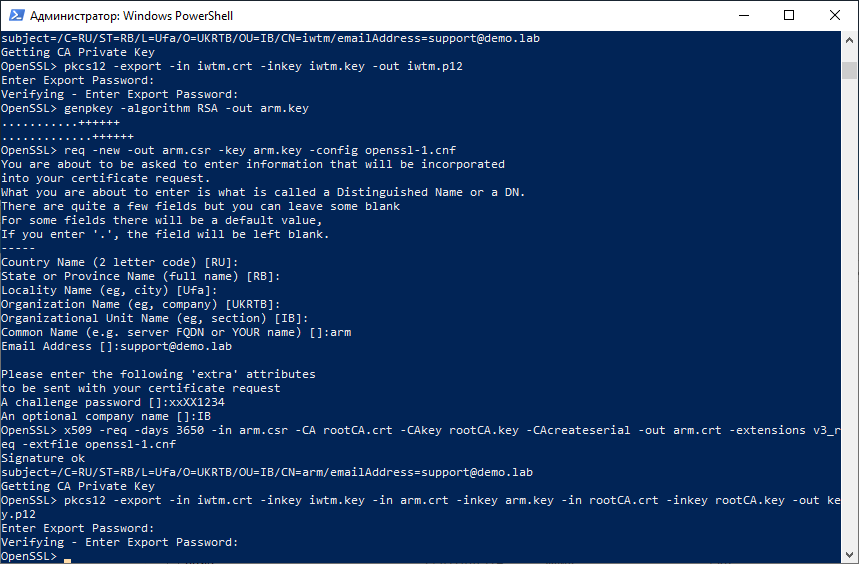 Администратор: Windows PowerShell
subject=/C=RU/ST=RB/L=Ufa/O=UKRTB/OU=IB/CN=iwtm/emailAddress=support@demo.lab
Getting CA Private Key
OpenSSL> pkcs12 -export -in iwtm.crt -inkey iwtm.key -out iwtm.p12
Enter Export Password:
Verifying - Enter Export Password:
OpenSSL> genpkey -algorithm RSA -out arm.key
...........++++++
.............++++++
OpenSSL> req -new -out arm.csr -key arm.key -config openssl-1.cnf
You are about to be asked to enter information that will be incorporated
into your certificate request.
What you are about to enter is what is called a Distinguished Name or a DN.
There are quite a few fields but you can leave some blank
For some fields there will be a default value,
If you enter '.', the field will be left blank.
-----
Country Name (2 letter code) [RU]:
State or Province Name (full name) [RB]:
Locality Name (eg, city) [Ufa]:
Organization Name (eg, company) [UKRTB]:
Organizational Unit Name (eg, section) [IB]:
Common Name (e.g. server FQDN or YOUR name) []:arm
Email Address []:support@demo.lab

Please enter the following 'extra' attributes
to be sent with your certificate request
A challenge password []:xxXX1234
An optional company name []:IB
OpenSSL> x509 -req -days 3650 -in arm.csr -CA rootCA.crt -CAkey rootCA.key -CAcreateserial -out arm.crt -extensions v3_r
eq -extfile openssl-1.cnf
Signature ok
subject=/C=RU/ST=RB/L=Ufa/O=UKRTB/OU=IB/CN=arm/emailAddress=support@demo.lab
Getting CA Private Key
OpenSSL> pkcs12 -export -in iwtm.crt -inkey iwtm.key -in arm.crt -inkey arm.key -in rootCA.crt -inkey rootCA.key -out ke
y.p12
Enter Export Password:
Verifying - Enter Export Password:
OpenSSL>